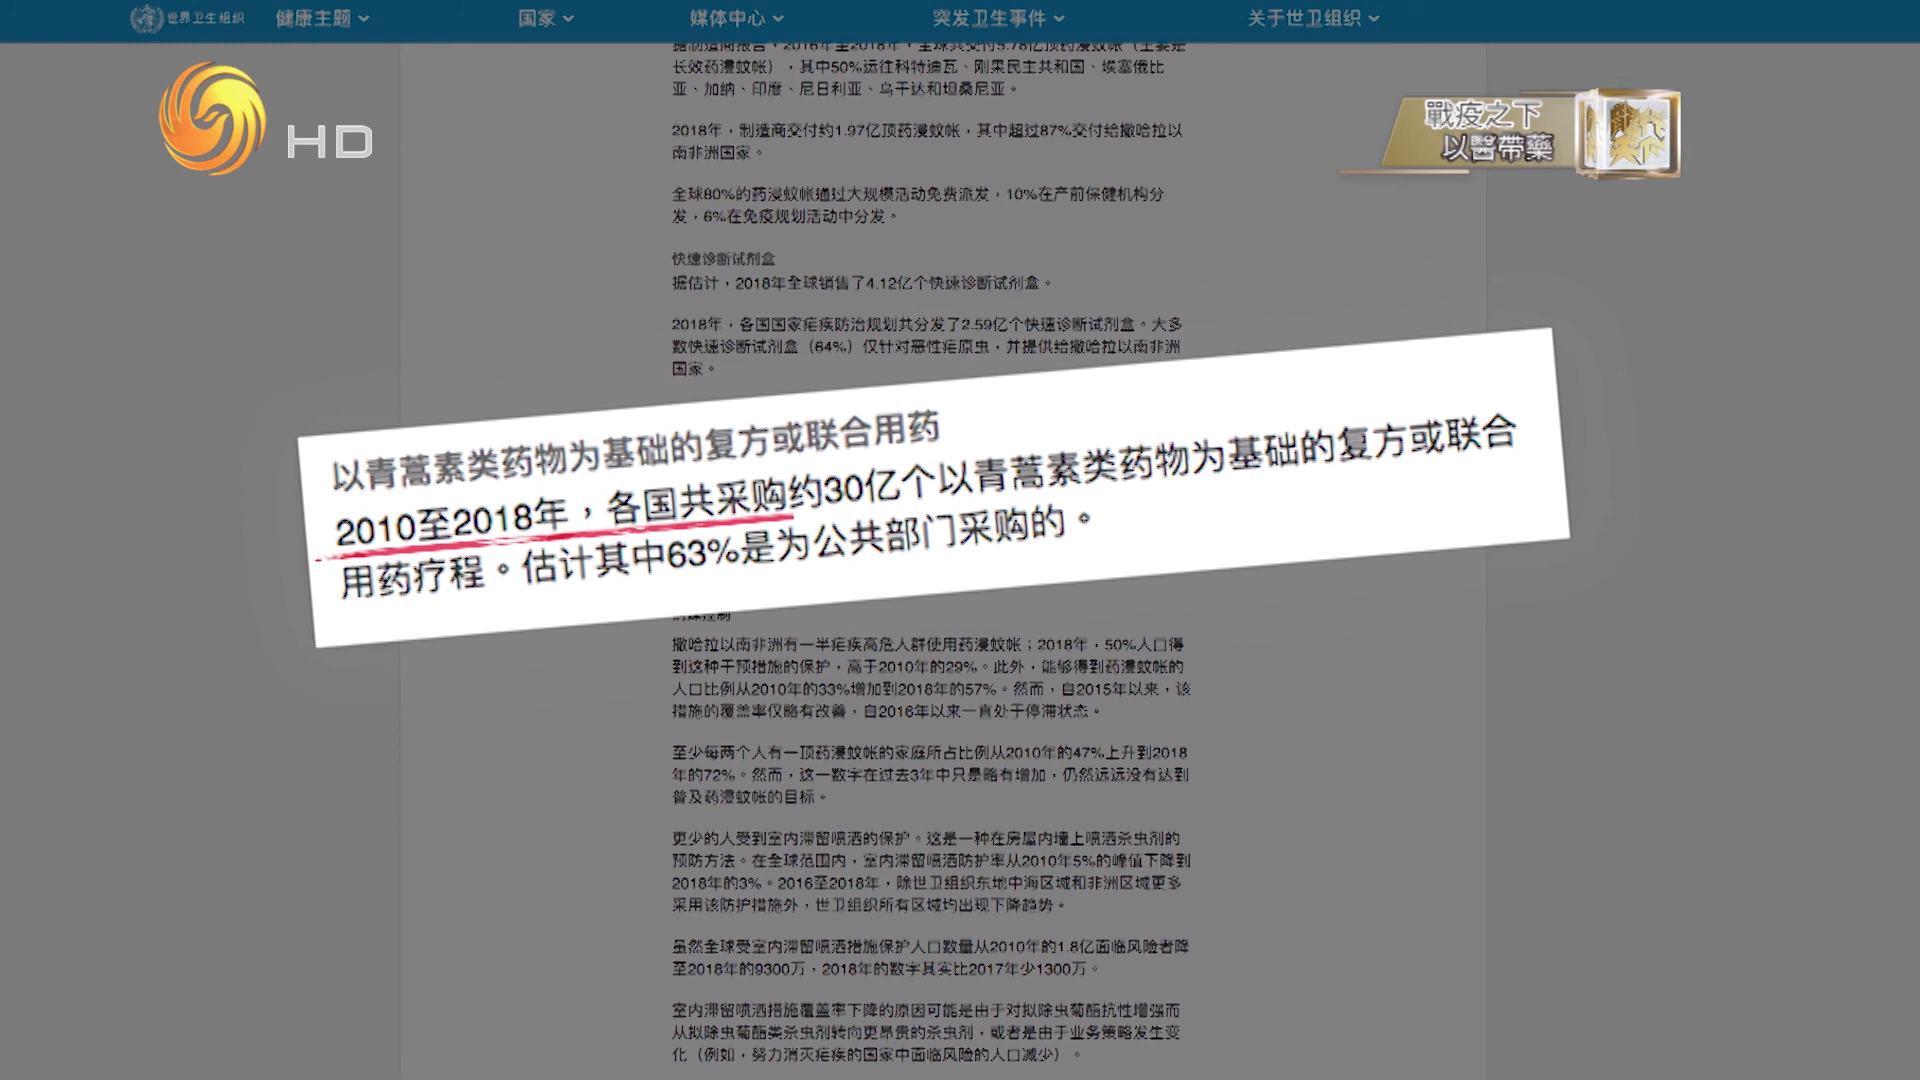 世界卫生组织
健康主题
国家
媒体中心
突发卫生事件
关于世卫组织
HD
戰疫之下
以醫帶藥
据制造商报告，2016年至2018年，全球共交付5.78亿顶药浸蚊帐（主要是
长效药浸蚊帐），其中50%运往科特迪瓦、刚果民主共和国、埃塞俄比
亚、加纳、印度、尼日利亚、乌干达和坦桑尼亚。
2018年，制造商交付约1.97亿顶药浸蚊帐，其中超过87%交付给撒哈拉以
南非洲国家。
全球80%的药浸蚊帐通过大规模活动免费派发，10%在产前保健机构分
发，6%在免疫规划活动中分发。
快速诊断试剂盒
据估计，2018年全球销售了4.12亿个快速诊断试剂盒。
2018年，各国国家疟疾防治规划共分发了2.59亿个快速诊断试剂盒。大多
数快速诊断试剂盒（64%）仅针对恶性疟原虫，并提供给撒哈拉以南非洲
国家。
以青蒿素类药物为基础的复方或联合用药
2010至2018年，各国共采购约30亿个以青蒿素类药物为基础的复方或联合
用药疗程。估计其中63%是为公共部门采购的。
撒哈拉以南非洲有一半疟疾高危人群使用药浸蚊帐；2018年，50%人口得
到这种干预措施的保护，高于2010年的29%。此外，能够得到药浸蚊帐的
人口比例从2010年的33%增加到2018年的57%。然而，自2015年以来，该
措施的覆盖率仅略有改善，自2016年以来一直处于停滞状态。
至少每两个人有一顶药浸蚊帐的家庭所占比例从2010年的47%上升到2018
年的72%。然而，这一数字在过去3年中只是略有增加，仍然远远没有达到
普及药浸蚊帐的目标。
更少的人受到室内滞留喷洒的保护。这是一种在房屋内墙上喷洒杀虫剂的
预防方法。在全球范围内，室内滞留喷洒防护率从2010年5%的峰值下降到
2018年的3%。2016至2018年，除世卫组织东地中海区域和非洲区域更多
采用该防护措施外，世卫组织所有区域均出现下降趋势。
虽然全球受室内滞留喷洒措施保护人口数量从2010年的1.8亿面临风险者降
至2018年的9300万，2018年的数字其实比2017年少1300万。
室内滞留喷洒措施覆盖率下降的原因可能是由于对拟除虫菊酯抗性增强而
从拟除虫菊酯类杀虫剂转向更昂贵的杀虫剂，或者是由于业务策略发生变
化（例如，努力消灭疟疾的国家中面临风险的人口减少）。